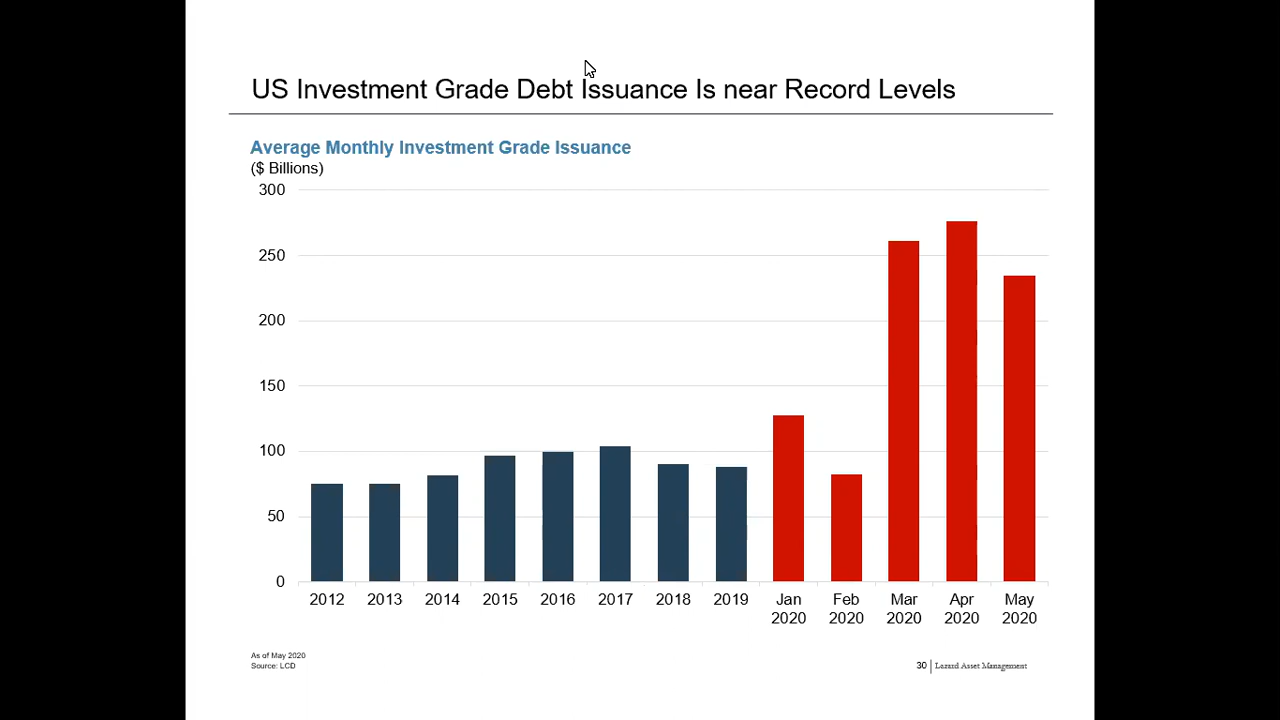 US Investment Grade Debt Issuance Is near Record Levels
Average Monthly Investment Grade Issuance
($ Billions)
300
250
200
150
100
50
0
2012 2013 2014 2015 2016 2017 2018 2019 Jan Feb Mar Apr May
2020 2020 2020 2020 2020
As of May 2020
Source: LCD
30 Lazard Asset Management